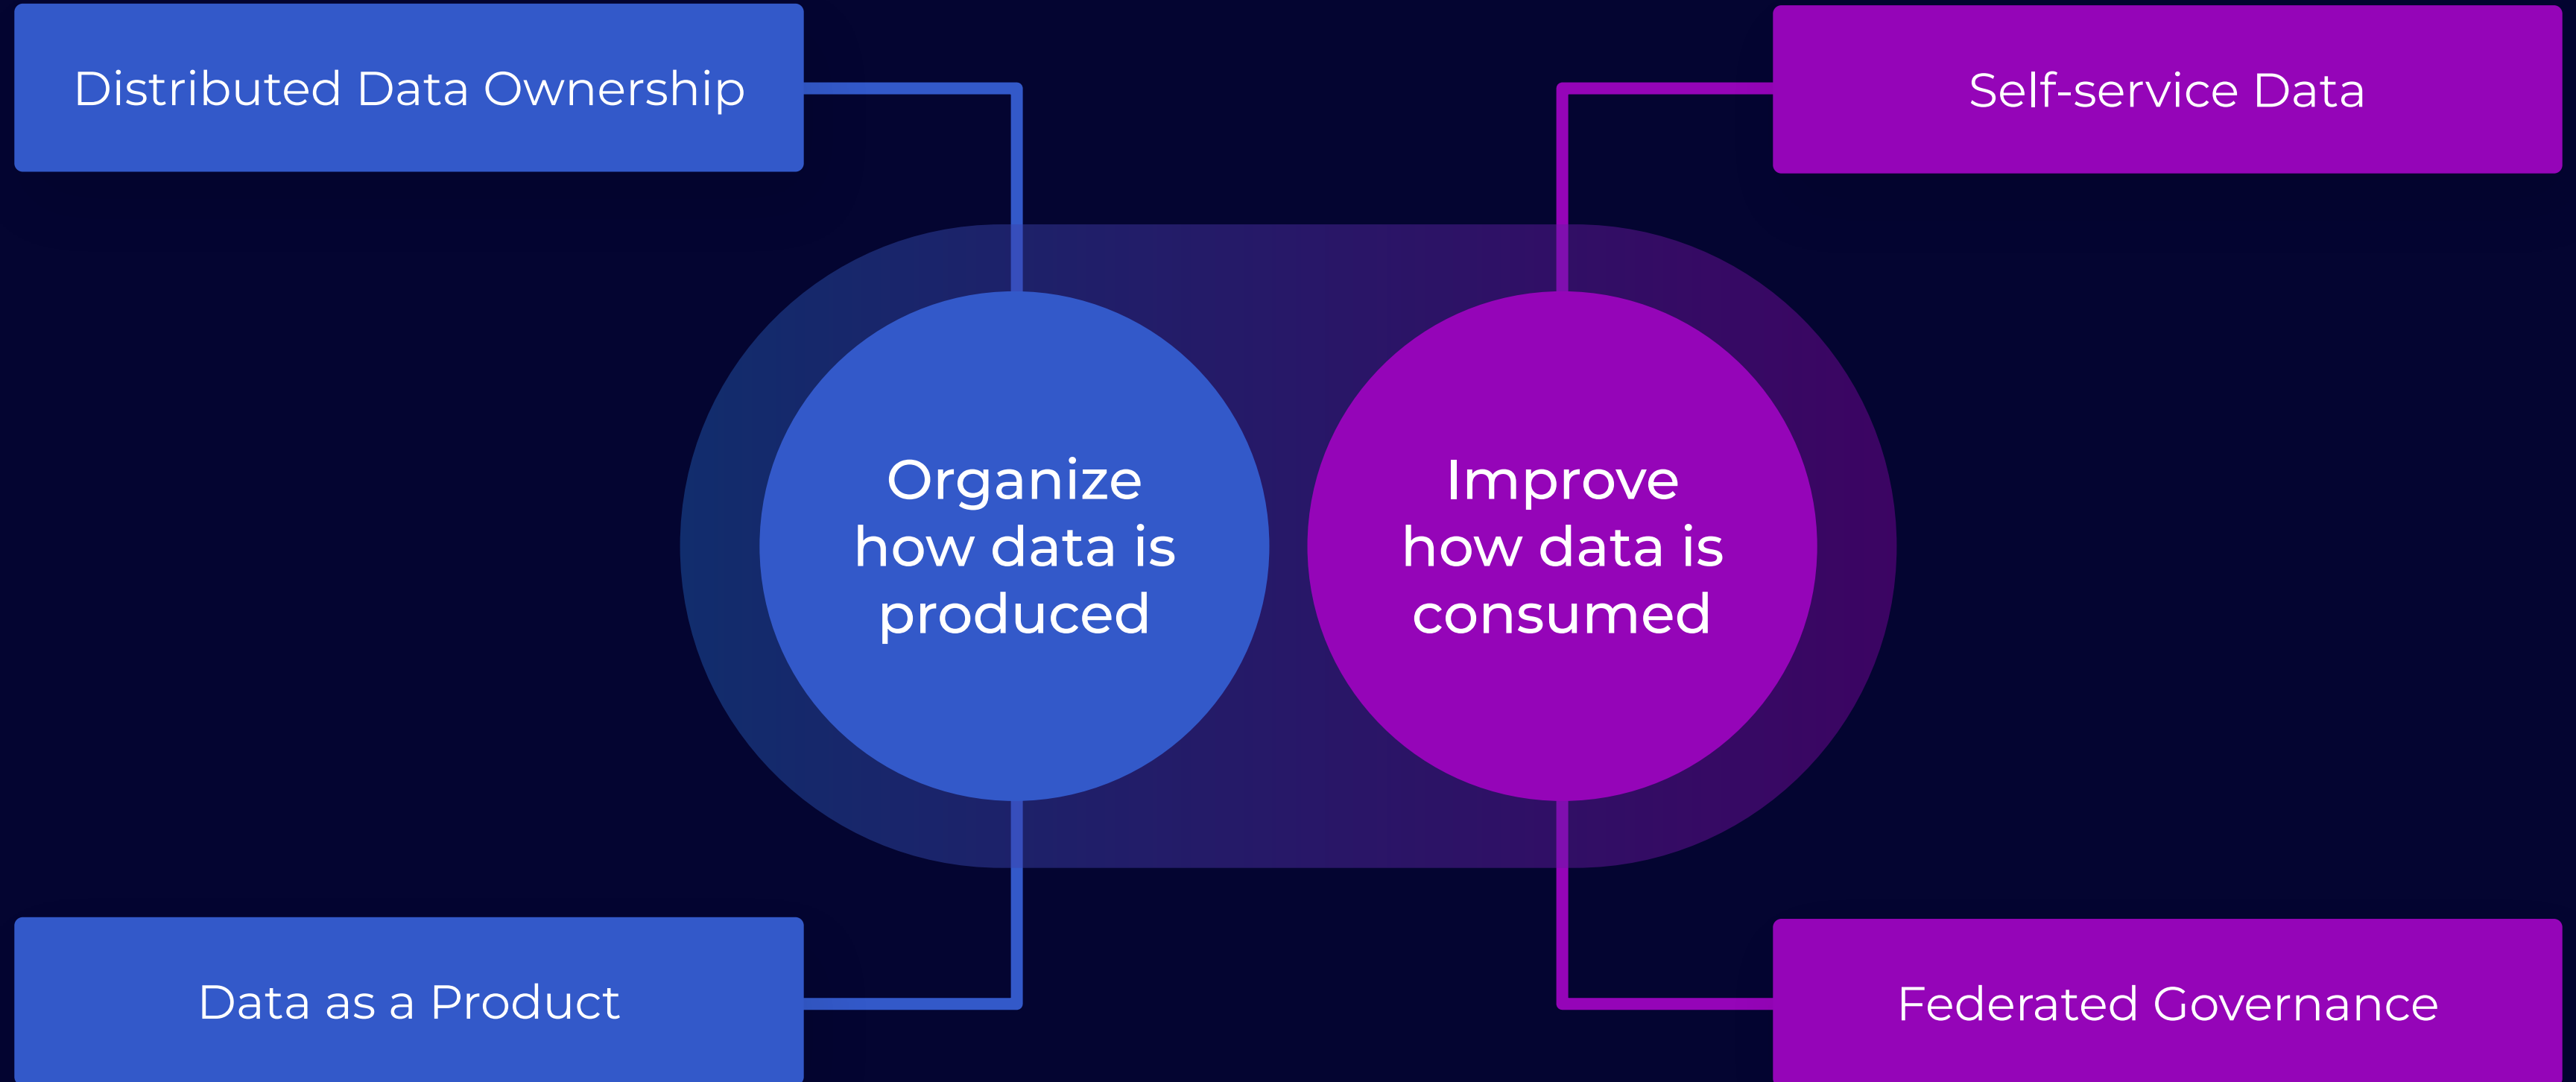 Distributed Data Ownership
Self-service Data
Organize
how data is
produced
Improve
how data is
consumed
Data as a Product
Federated Governance